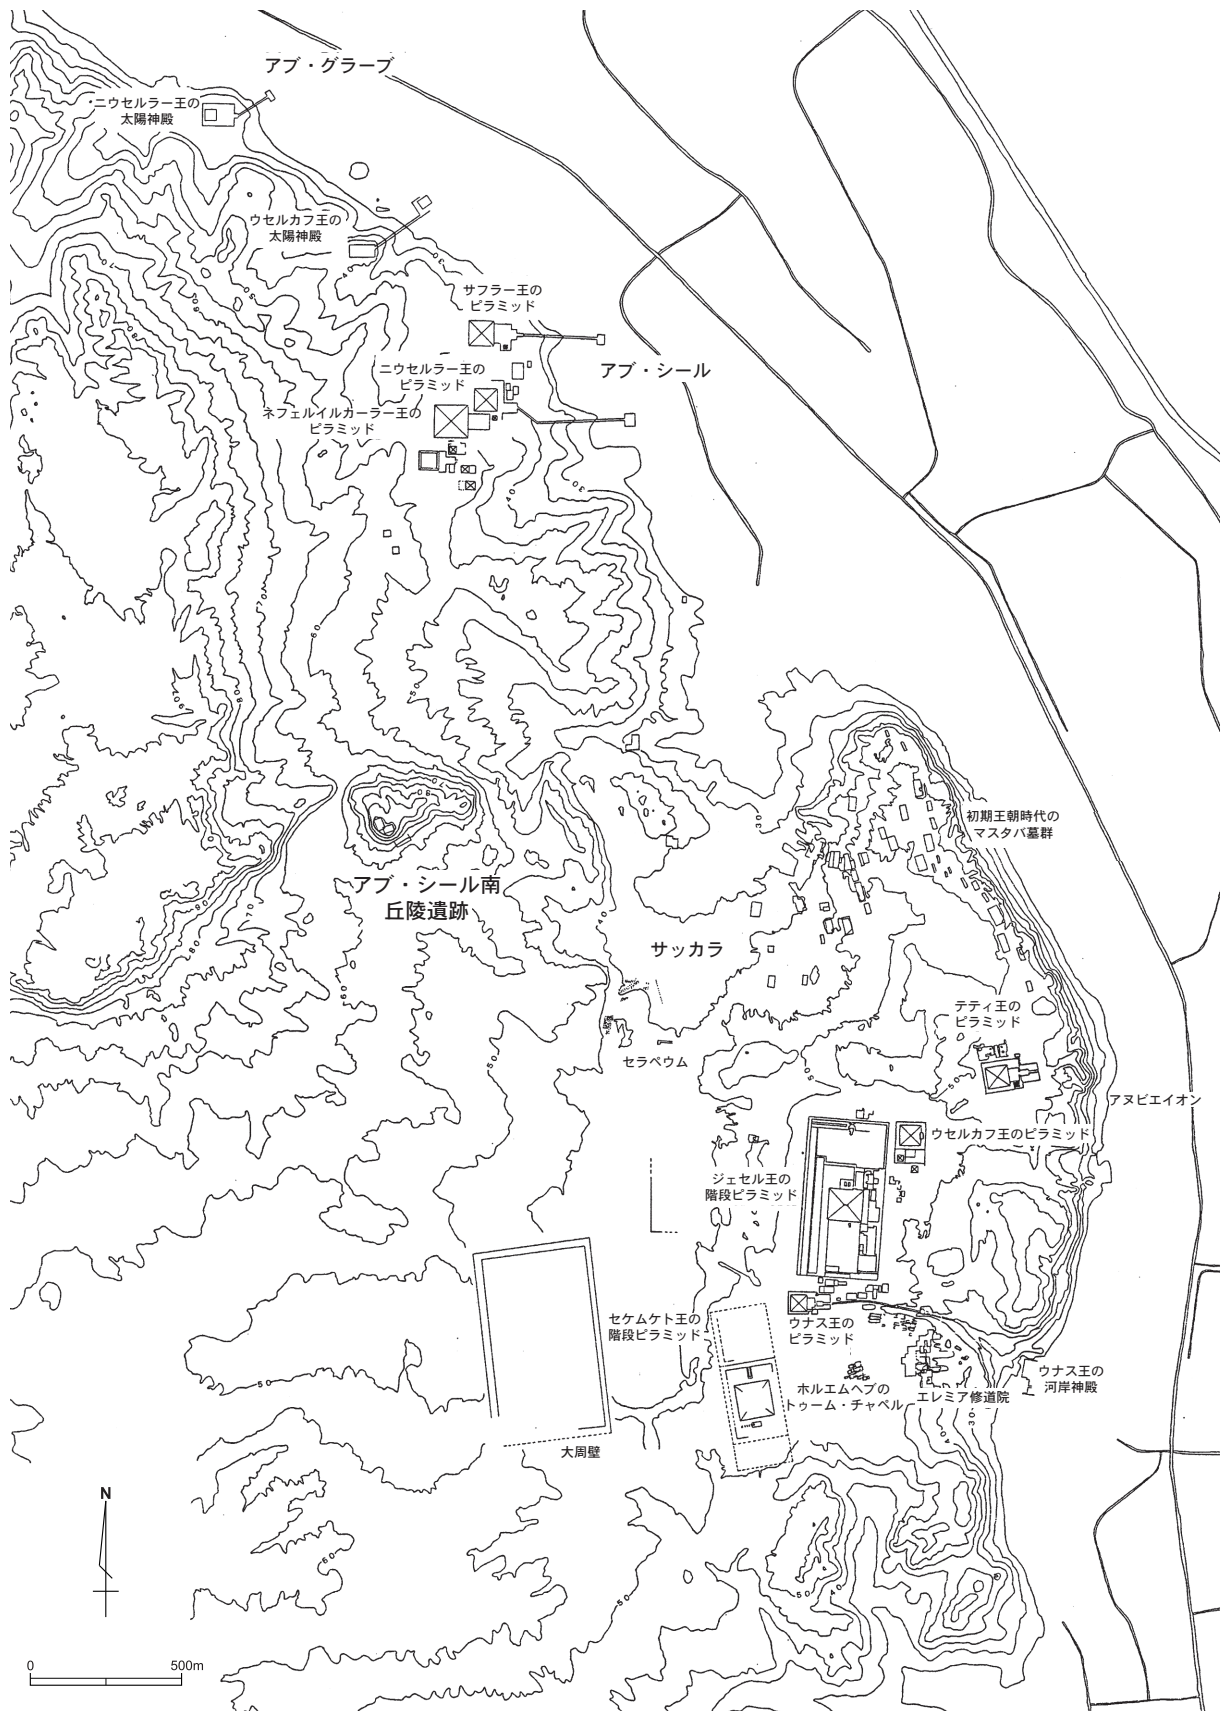 アブ・グラーブ
ニウセルラー王の
太陽神殿
ウセルカフ王の
太陽神殿
サフラー王の
ピラミッド
アブ・シール
ニウセルラー王の
ピラミッド
ネフェルイルカーラー王の
ピラミッド
初期王朝時代の
マスタバ墓群
アブ・シール南
丘陵遺跡
サッカラ
テティ王の
ピラミッド
セラペウム
アヌビエイオン
ウセルカフ王のピラミッド
ジェセル王の
階段ピラミッド
セケムケト王の
階段ピラミッド
ウナス王の
ピラミッド
ウナス王の
河岸神殿
ホルエムヘブの
トゥーム・チャペル
エレミア修道院
大周壁
N
0
500m
50
50
50
60
50